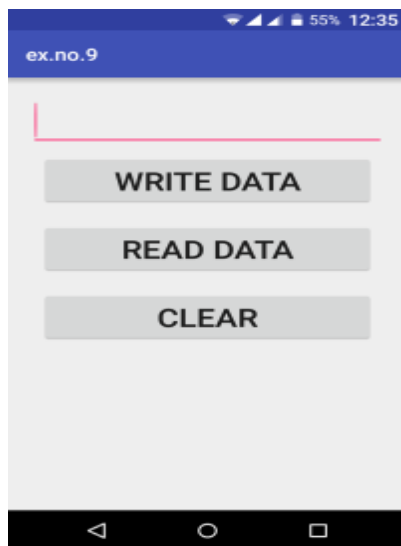 55% 12:35
ex.no.9
WRITE DATA
READ DATA
CLEAR